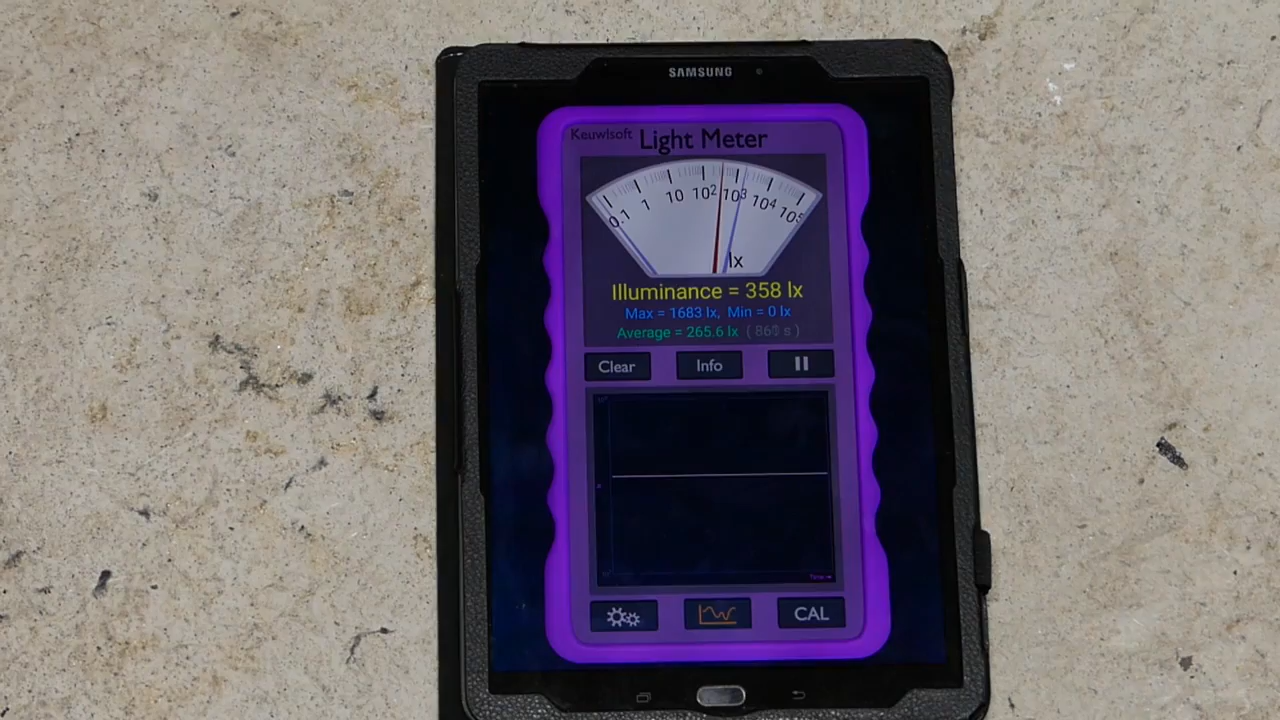 SAMSUNG
Keuwlsoft Light Meter
0.1 1 10 10² 10³ 10⁴ 10⁵
lx
Illuminance = 358 lx
Max = 1683 lx, Min = 0 lx
Average = 265.6 lx
Clear Info
CAL